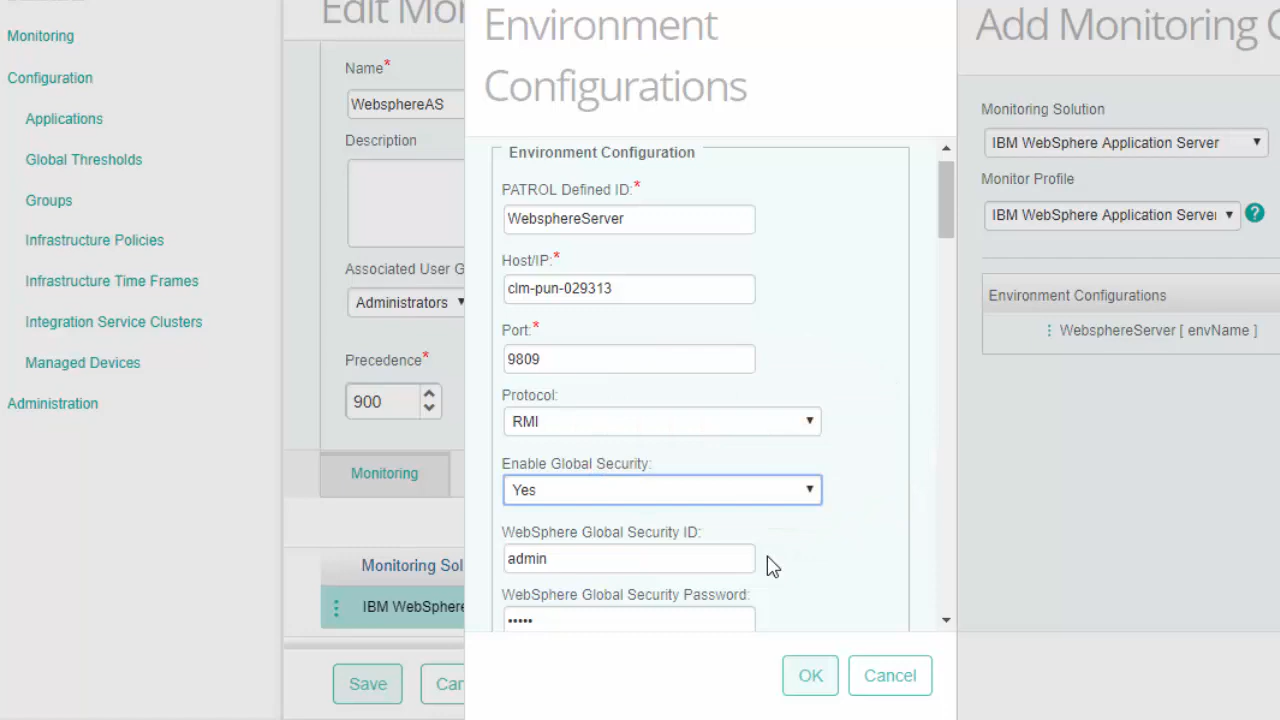 Monitoring
Configuration
Applications
Global Thresholds
Groups
Infrastructure Policies
Infrastructure Time Frames
Integration Service Clusters
Managed Devices
Administration
Edit Mo
Name*
WebsphereAS
Description
Associated User G
Administrators
Precedence*
900
Monitoring
Monitoring Sol
IBM WebSphere
Save
Can
Environment
Configurations
Environment Configuration
PATROL Defined ID:*
WebsphereServer
Host/IP:*
clm-pun-029313
Port:*
9809
Protocol:
RMI
Enable Global Security:
Yes
WebSphere Global Security ID:
admin
WebSphere Global Security Password:
•••••
OK
Cancel
Add Monitoring C
Monitoring Solution
IBM WebSphere Application Server
Monitor Profile
IBM WebSphere Application Server
?
Environment Configurations
WebsphereServer [ envName ]